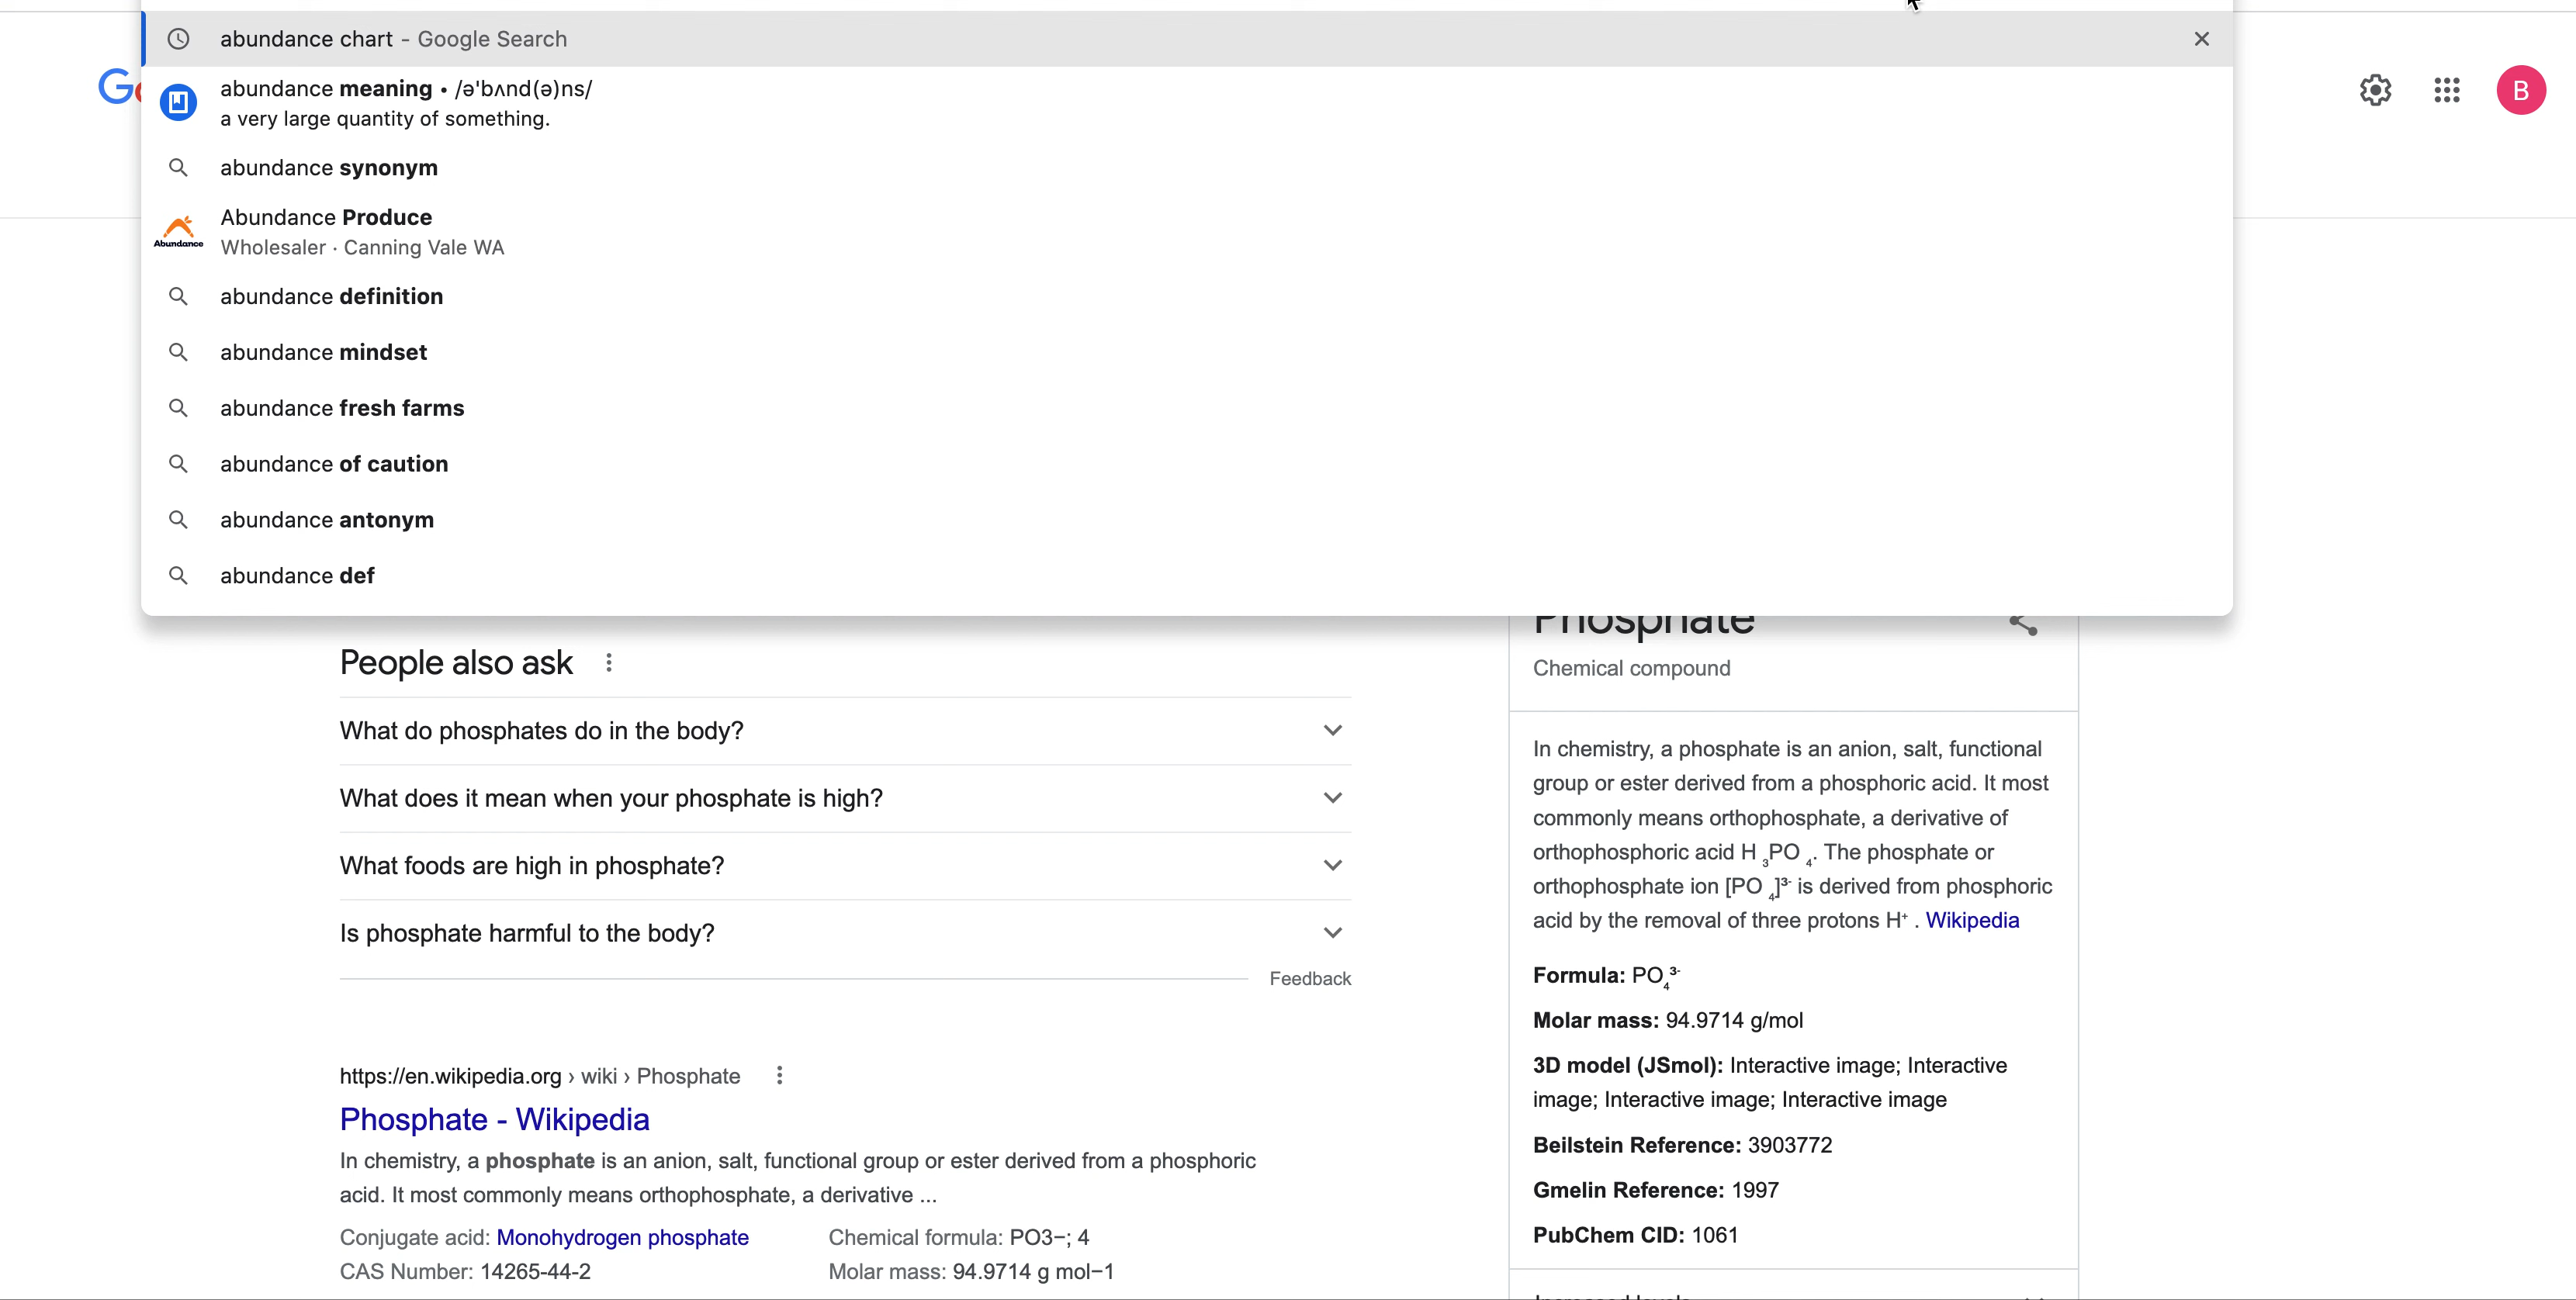 abundance chart - Google Search
Go
abundance meaning • /əˈbʌnd(ə)ns/
a very large quantity of something.
B
abundance synonym
Abundance Produce
Abundance
Wholesaler · Canning Vale WA
abundance definition
abundance mindset
abundance fresh farms
abundance of caution
abundance antonym
abundance def
Phosphate
People also ask
Chemical compound
What do phosphates do in the body?
What does it mean when your phosphate is high?
What foods are high in phosphate?
Is phosphate harmful to the body?
Feedback
https://en.wikipedia.org › wiki › Phosphate
Phosphate - Wikipedia
In chemistry, a phosphate is an anion, salt, functional group or ester derived from a phosphoric
acid. It most commonly means orthophosphate, a derivative ...
Conjugate acid: Monohydrogen phosphate
Chemical formula: PO3−; 4
CAS Number: 14265-44-2
Molar mass: 94.9714 g mol−1
In chemistry, a phosphate is an anion, salt, functional
group or ester derived from a phosphoric acid. It most
commonly means orthophosphate, a derivative of
orthophosphoric acid H ₃PO ₄. The phosphate or
orthophosphate ion [PO ₄]³⁻ is derived from phosphoric
acid by the removal of three protons H⁺ . Wikipedia
Formula: PO₄³⁻
Molar mass: 94.9714 g/mol
3D model (JSmol): Interactive image; Interactive
image; Interactive image; Interactive image
Beilstein Reference: 3903772
Gmelin Reference: 1997
PubChem CID: 1061